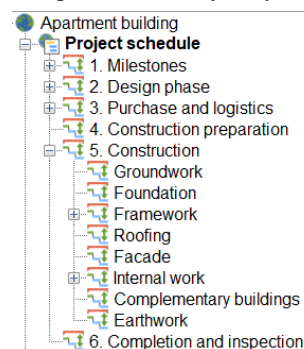 Apartment building
Project schedule
1. Milestones
2. Design phase
3. Purchase and logistics
4. Construction preparation
5. Construction
Groundwork
Foundation
Framework
Roofing
Facade
Internal work
Complementary buildings
Earthwork
6. Completion and inspection